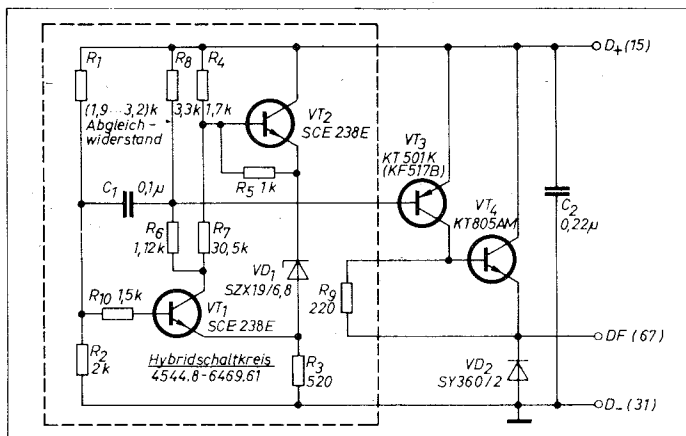 R1
(1,9...3,2)k
Abgleich-
widerstand
R8
3,3k
R4
1,7k
VT2
SCE 238E
R5 1k
C1 0,1µ
R6
1,12k
R7
30,5k
VD1
SZX19/6,8
R10 1,5k
VT1
SCE 238E
R2
2k
Hybridschaltkreis
4544.8-6469.61
R3
520
VT3
KT501K
(KF517B)
VT4
KT805AM
R9
220
VD2
SY360/2
C2
0,22µ
D+(15)
DF(67)
D-(31)